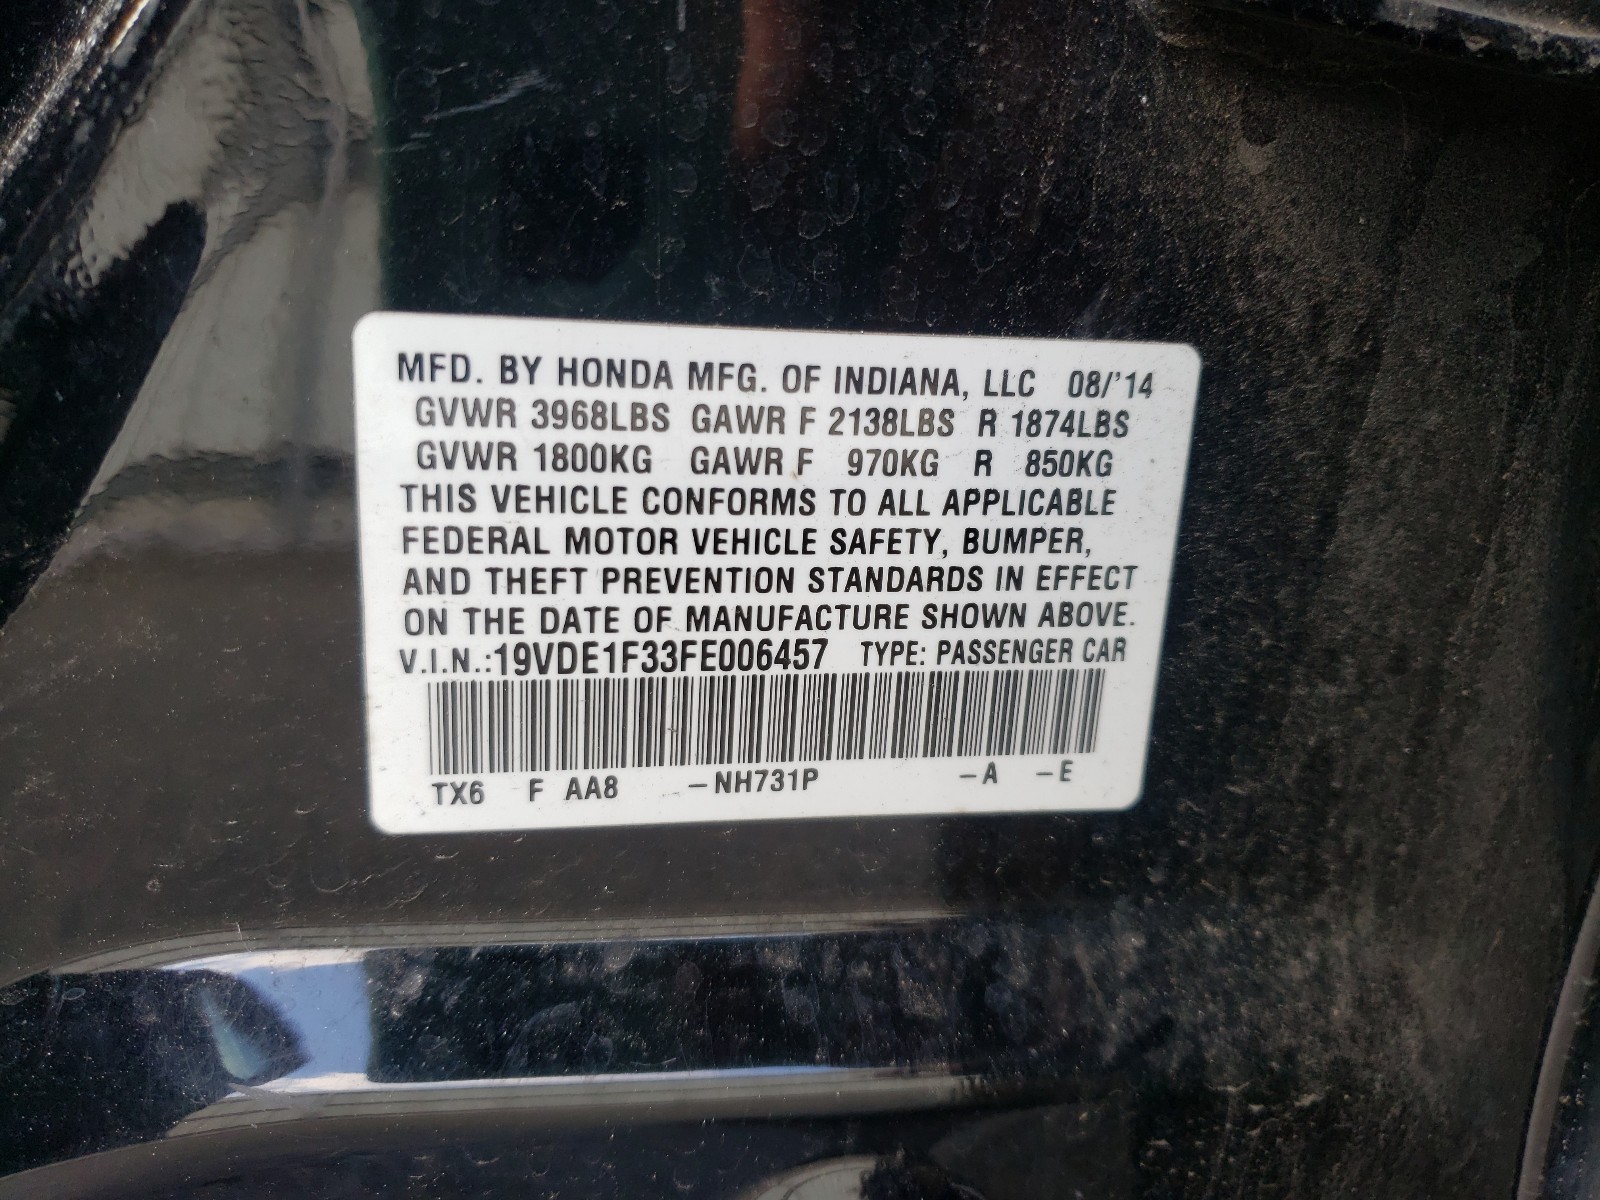 MFD. BY HONDA MFG. OF INDIANA, LLC 08/'14
GVWR 3968LBS GAWR F 2138LBS R 1874LBS
GVWR 1800KG GAWR F 970KG R 850KG
THIS VEHICLE CONFORMS TO ALL APPLICABLE
FEDERAL MOTOR VEHICLE SAFETY, BUMPER,
AND THEFT PREVENTION STANDARDS IN EFFECT
ON THE DATE OF MANUFACTURE SHOWN ABOVE.
V.I.N.:19VDE1F33FE006457 TYPE: PASSENGER CAR
TX6 F AA8 –NH731P –A –E